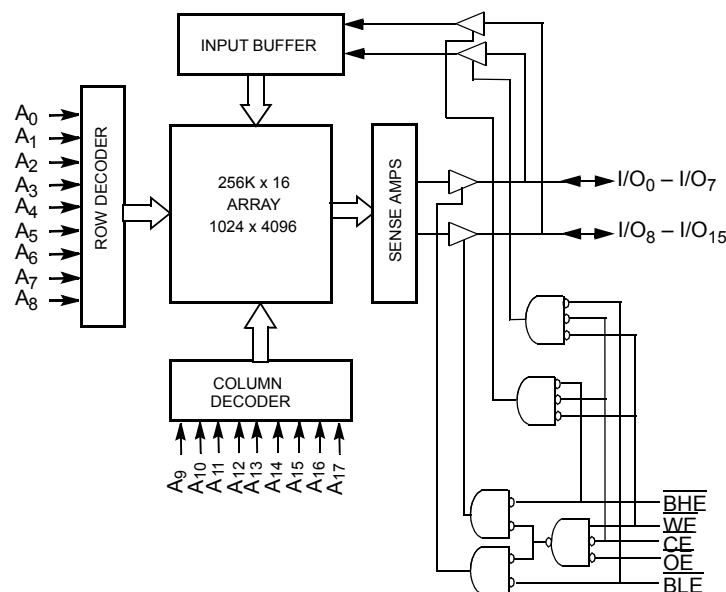 INPUT BUFFER
A0
A1
A2
A3
A4
A5
A6
A7
A8
ROW DECODER
256K x 16
ARRAY
1024 x 4096
SENSE AMPS
I/O0 – I/O7
I/O8 – I/O15
COLUMN
DECODER
A9
A10
A11
A12
A13
A14
A15
A16
A17
BHE
WE
CE
OE
BLE